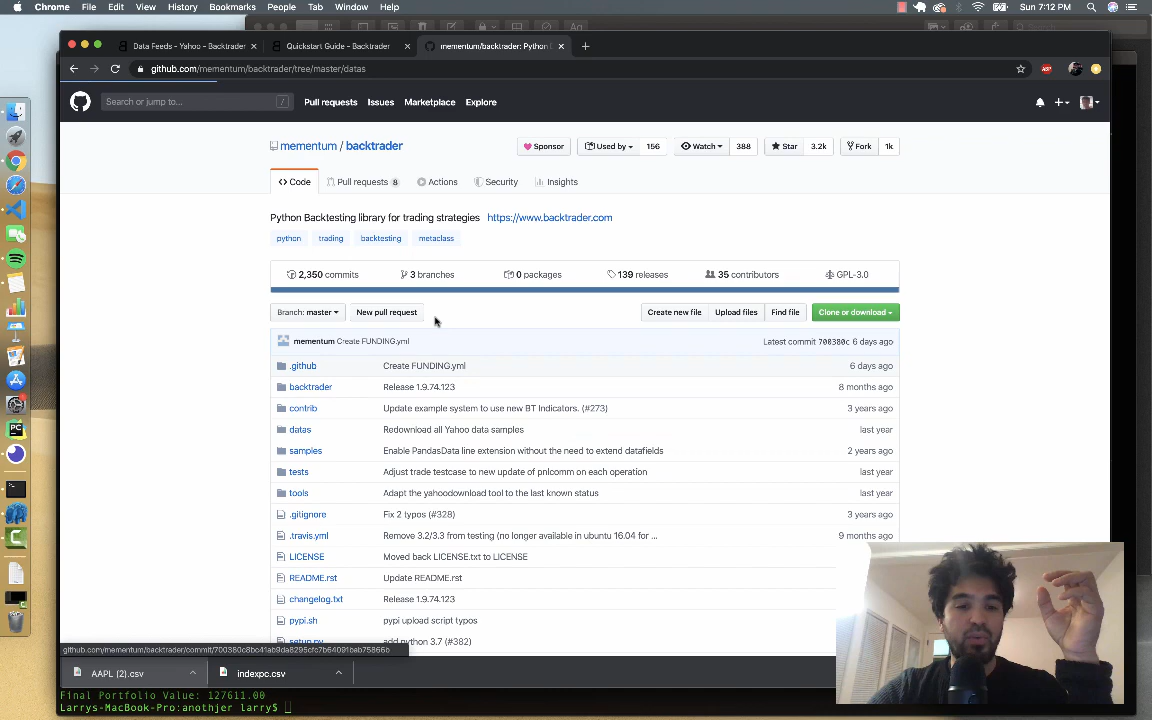 Chrome File Edit View History Bookmarks People Tab Window Help Sun 7:12 PM
Data Feeds - Yahoo - Backtrader
Quickstart Guide - Backtrader
mementum/backtrader: Python
github.com/mementum/backtrader/tree/master/datas
Search or jump to... /
Pull requests Issues Marketplace Explore
mementum / backtrader
Sponsor Used by 156 Watch 388 Star 3.2k Fork 1k
Code Pull requests 8 Actions Security Insights
Python Backtesting library for trading strategies https://www.backtrader.com
python trading backtesting metaclass
2,350 commits 3 branches 0 packages 139 releases 35 contributors GPL-3.0
Branch: master New pull request Create new file Upload files Find file Clone or download
mementum Create FUNDING.yml Latest commit 700380c 6 days ago
.github Create FUNDING.yml 6 days ago
backtrader Release 1.9.74.123 8 months ago
contrib Update example system to use new BT Indicators. (#273) 3 years ago
datas Redownload all Yahoo data samples last year
samples Enable PandasData line extension without the need to extend datafields 2 years ago
tests Adjust trade testcase to new update of pnlcomm on each operation last year
tools Adapt the yahoodownload tool to the last known status last year
.gitignore Fix 2 typos (#328) 3 years ago
.travis.yml Remove 3.2/3.3 from testing (no longer available in ubuntu 16.04 for ... 9 months ago
LICENSE Moved back LICENSE.txt to LICENSE
README.rst Update README.rst
changelog.txt Release 1.9.74.123
pypi.sh pypi upload script typos
setup.py add python 3.7 (#382)
AAPL (2).csv
indexpc.csv
Final Portfolio Value: 127611.00
Larrys-MacBook-Pro:anothjer larry$